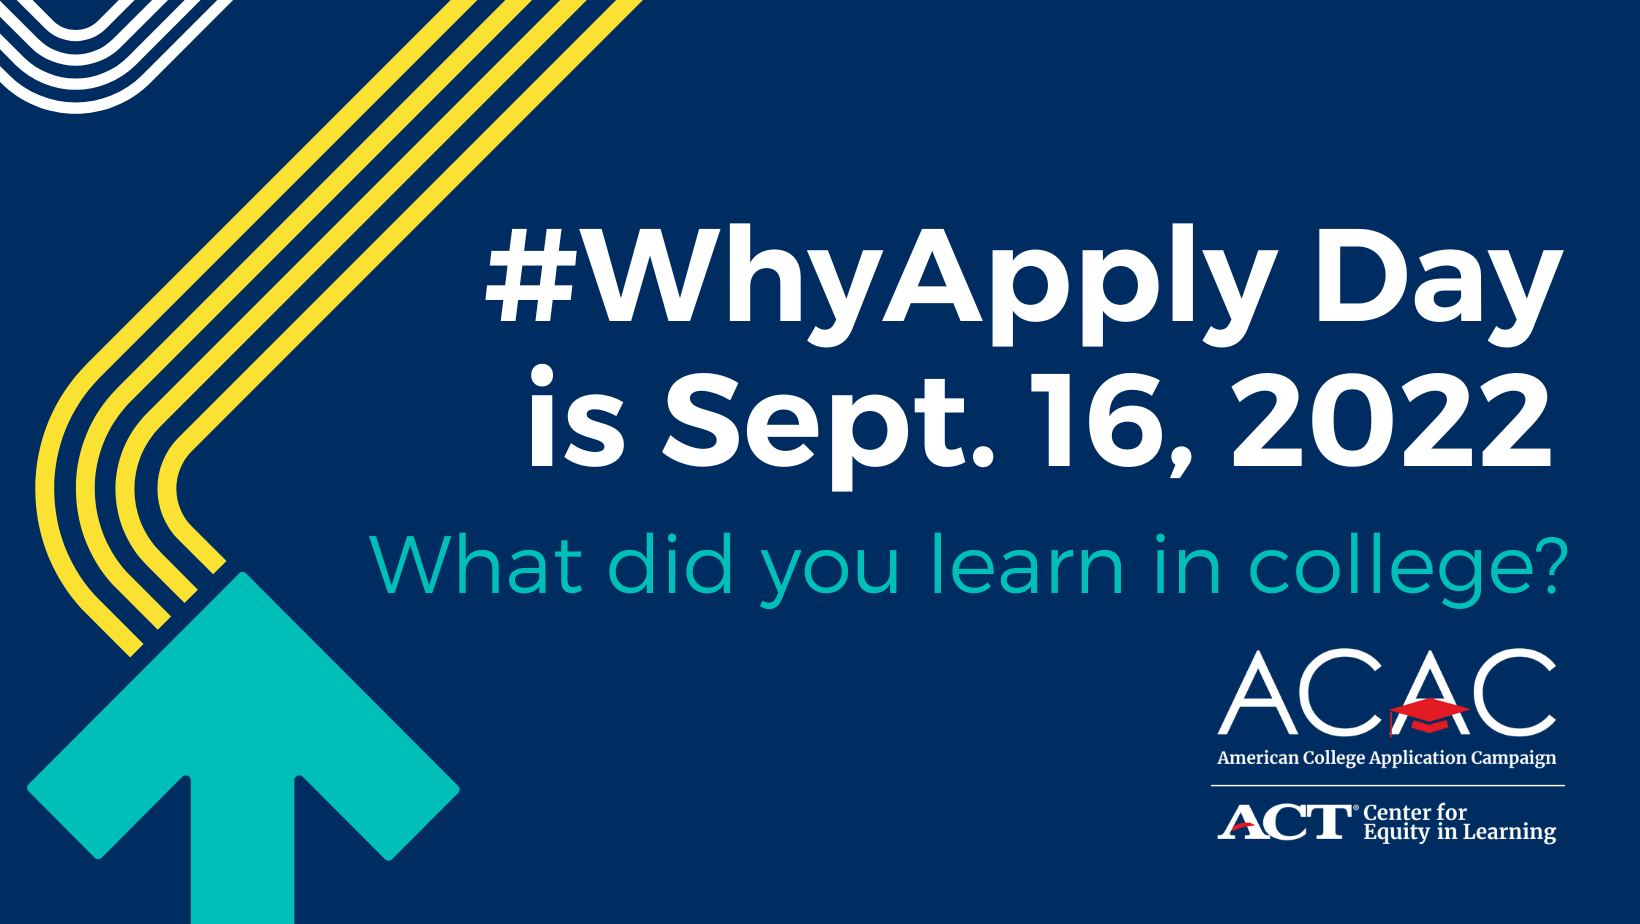 #WhyApply Day
is Sept. 16, 2022
What did you learn in college?
ACAC
American College Application Campaign
ACT® Center for
Equity in Learning